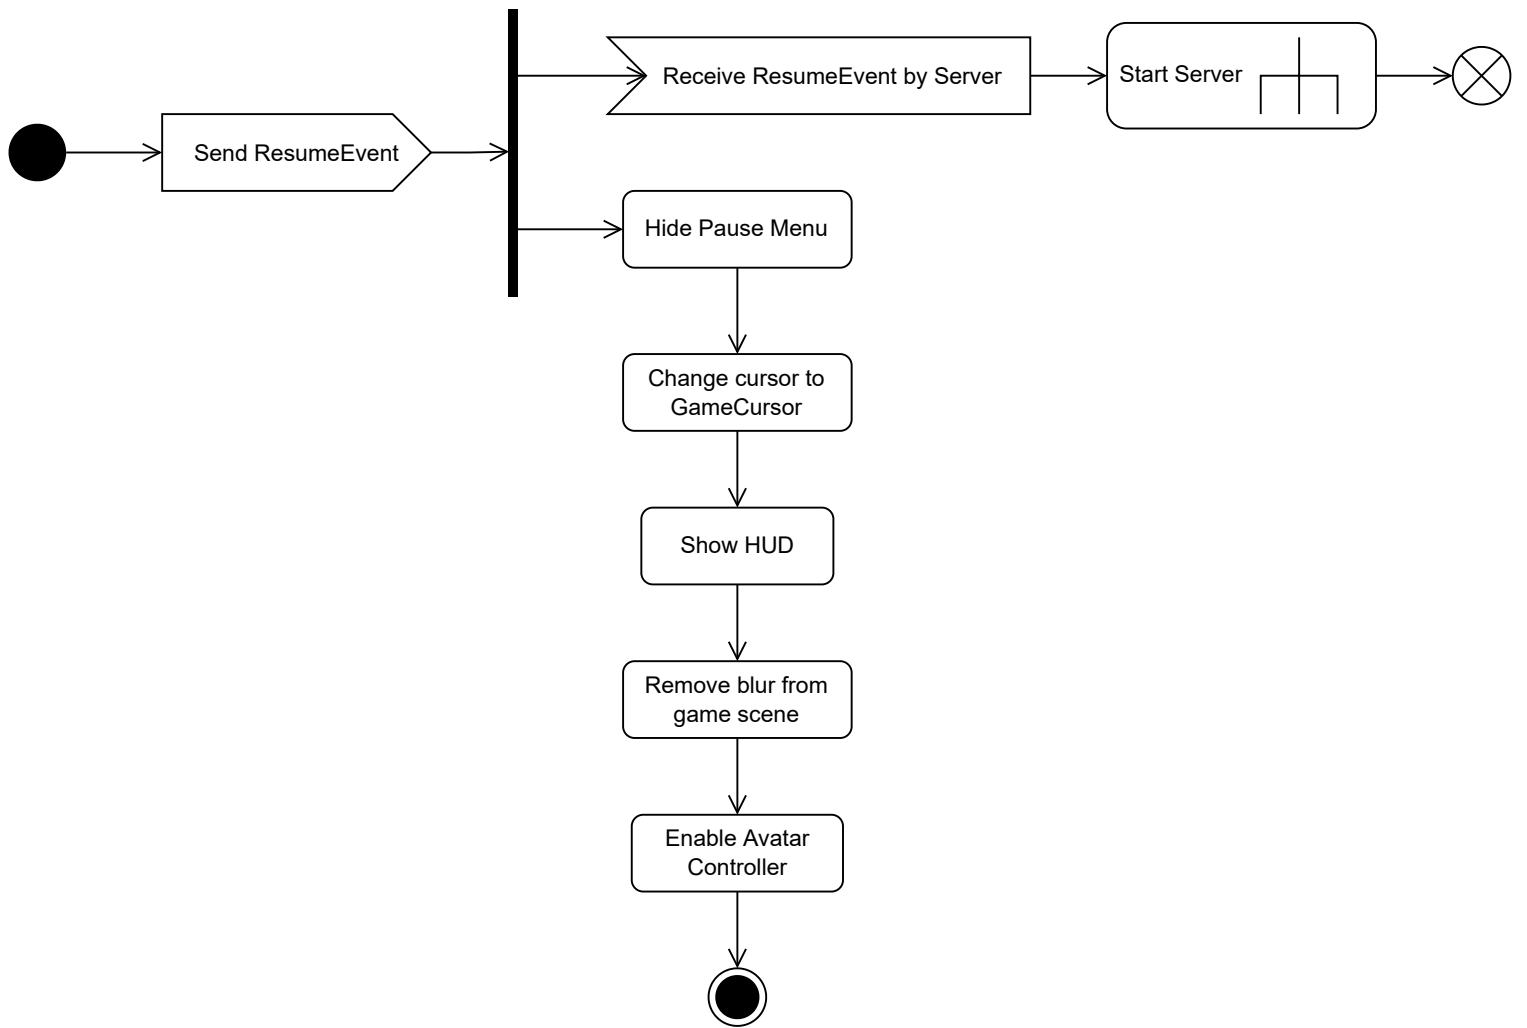 Receive ResumeEvent by Server
Start Server
Send ResumeEvent
Hide Pause Menu
Change cursor to
GameCursor
Show HUD
Remove blur from
game scene
Enable Avatar
Controller